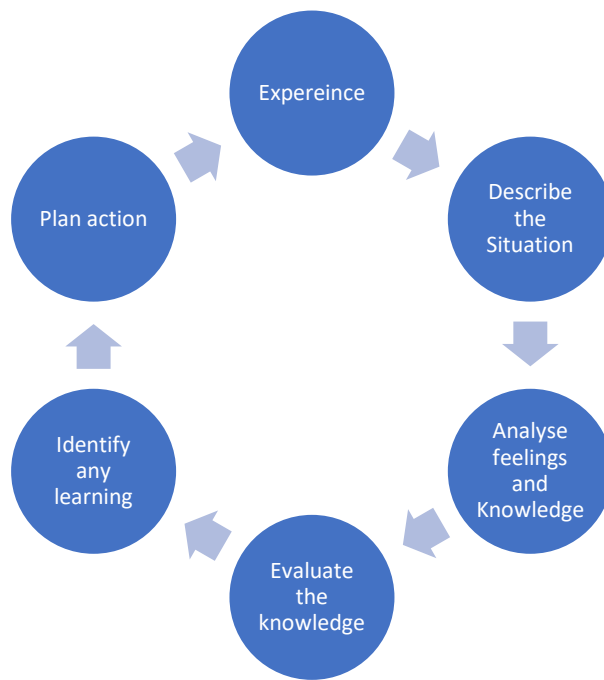 Expereince
Describe
the
Situation
Analyse
feelings
and
Knowledge
Evaluate
the
knowledge
Identify
any
learning
Plan action